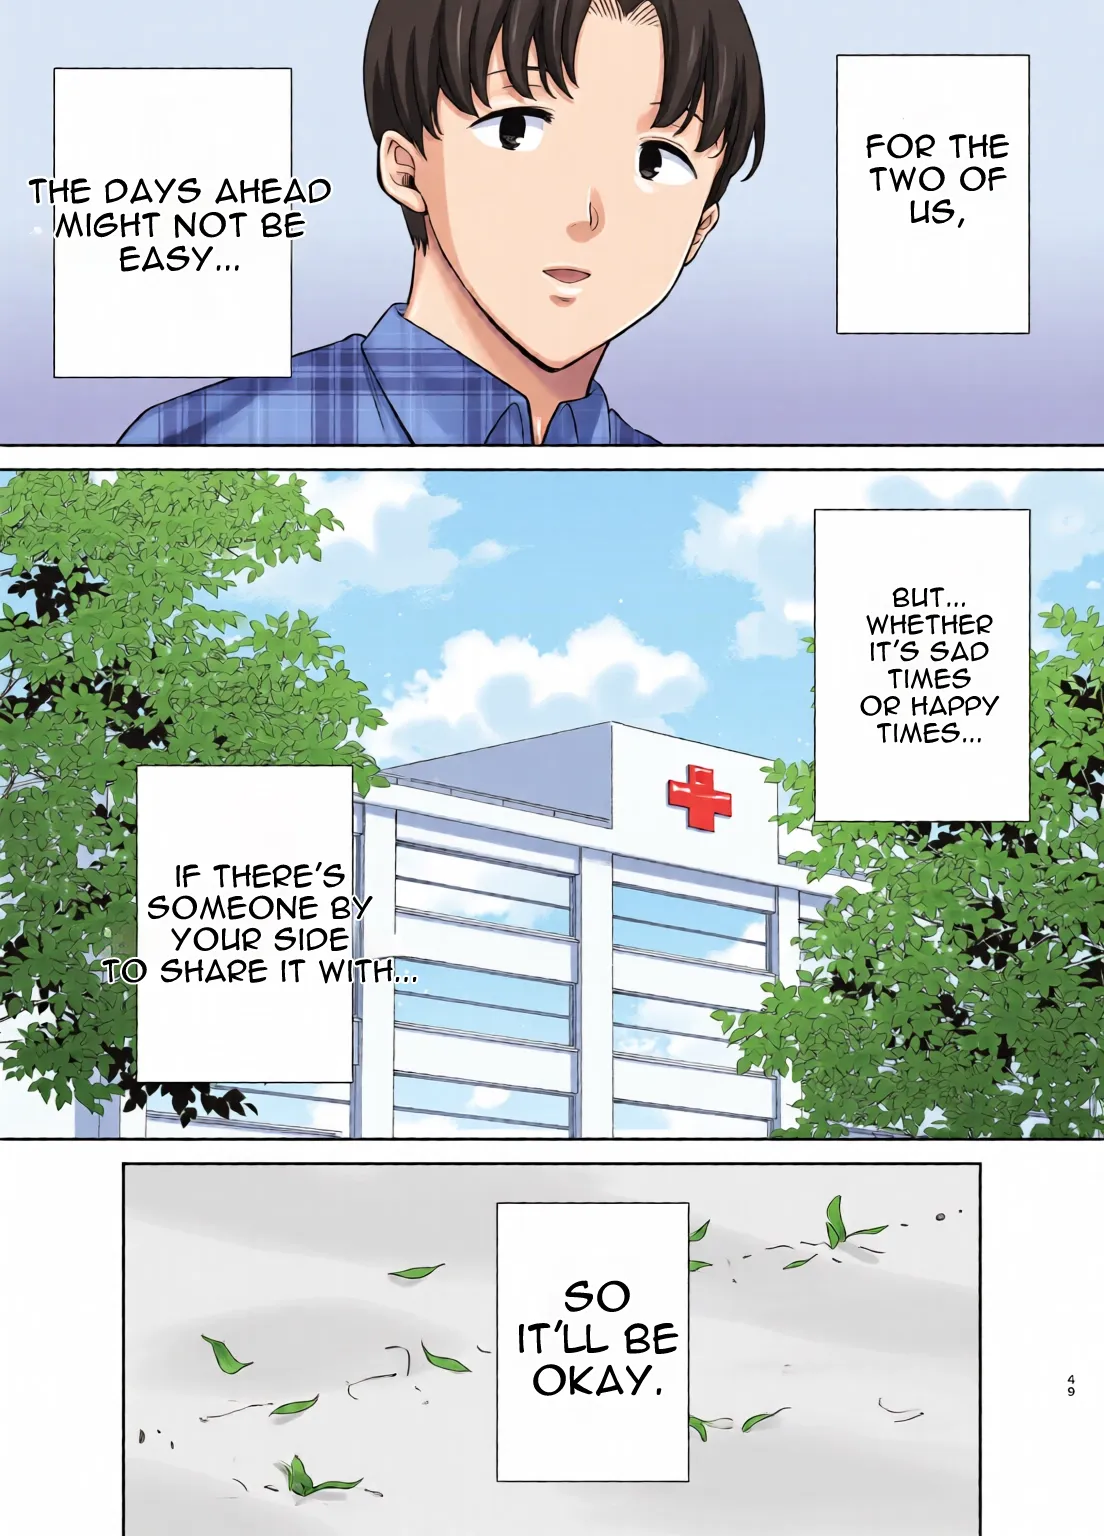 FOR THE
TWO OF
US,
THE DAYS AHEAD
MIGHT NOT BE
EASY...
BUT...
WHETHER
IT'S SAD
TIMES
OR HAPPY
TIMES...
IF THERE'S
SOMEONE BY
YOUR SIDE
TO SHARE IT WITH...
SO
IT'LL BE
OKAY.
49